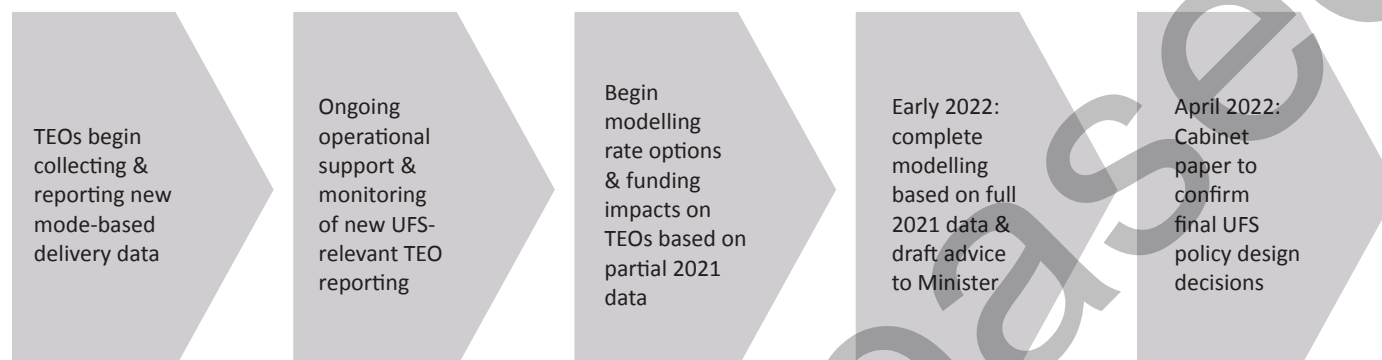 TEOs begin
collecting &
reporting new
mode-based
delivery data
Ongoing
operational
support &
monitoring
of new UFS-
relevant TEO
reporting
Begin
modelling
rate options
& funding
impacts on
TEOs based on
partial 2021
data
Early 2022:
complete
modelling
based on full
2021 data &
draft advice
to Minister
April 2022:
Cabinet
paper to
confirm
final UFS
policy design
decisions